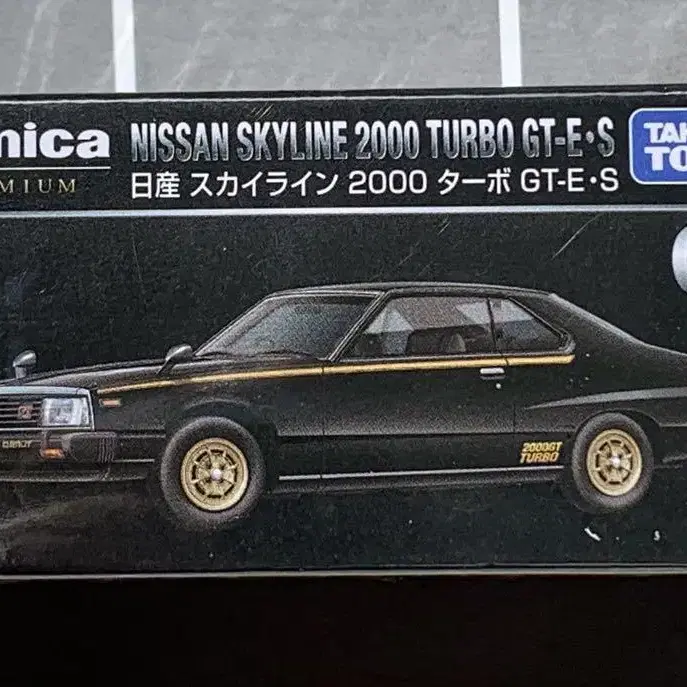 mica
NISSAN SKYLINE 2000 TURBO GT-E•S
MIUM
日産 スカイライン 2000 ターボ GT-E•S
TA
TO
2000GT
TURBO